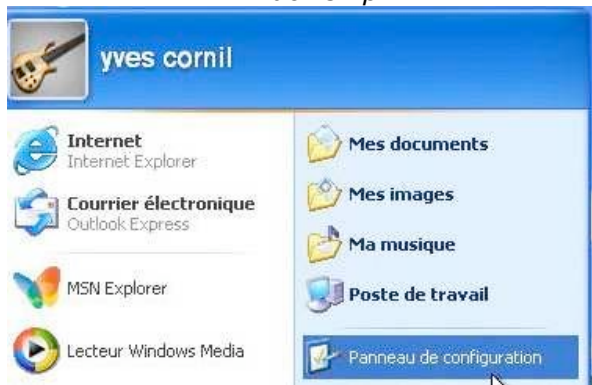 yves cornil
Internet
Internet Explorer
Courrier électronique
Outlook Express
MSN Explorer
Lecteur Windows Media
Mes documents
Mes images
Ma musique
Poste de travail
Panneau de configuration